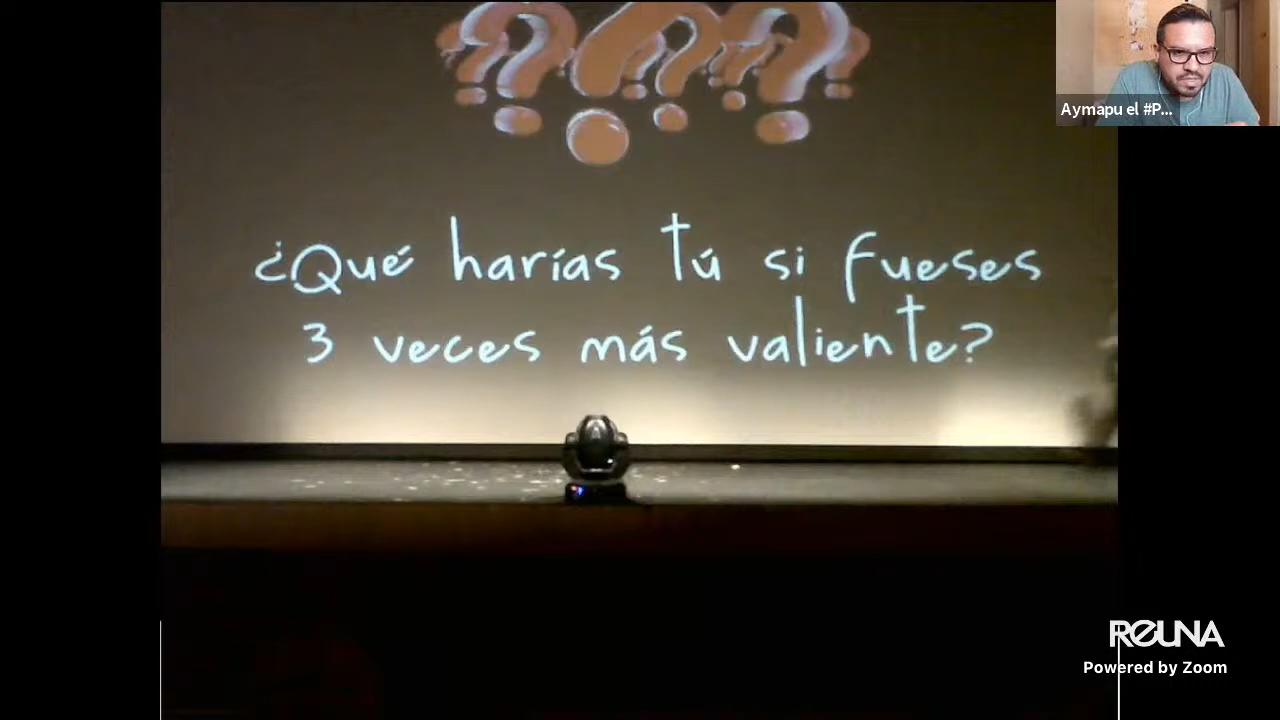 ???
Aymapu el #P...
¿Qué harías tú si fueses
3 veces más valiente?
REUNA
Powered by Zoom